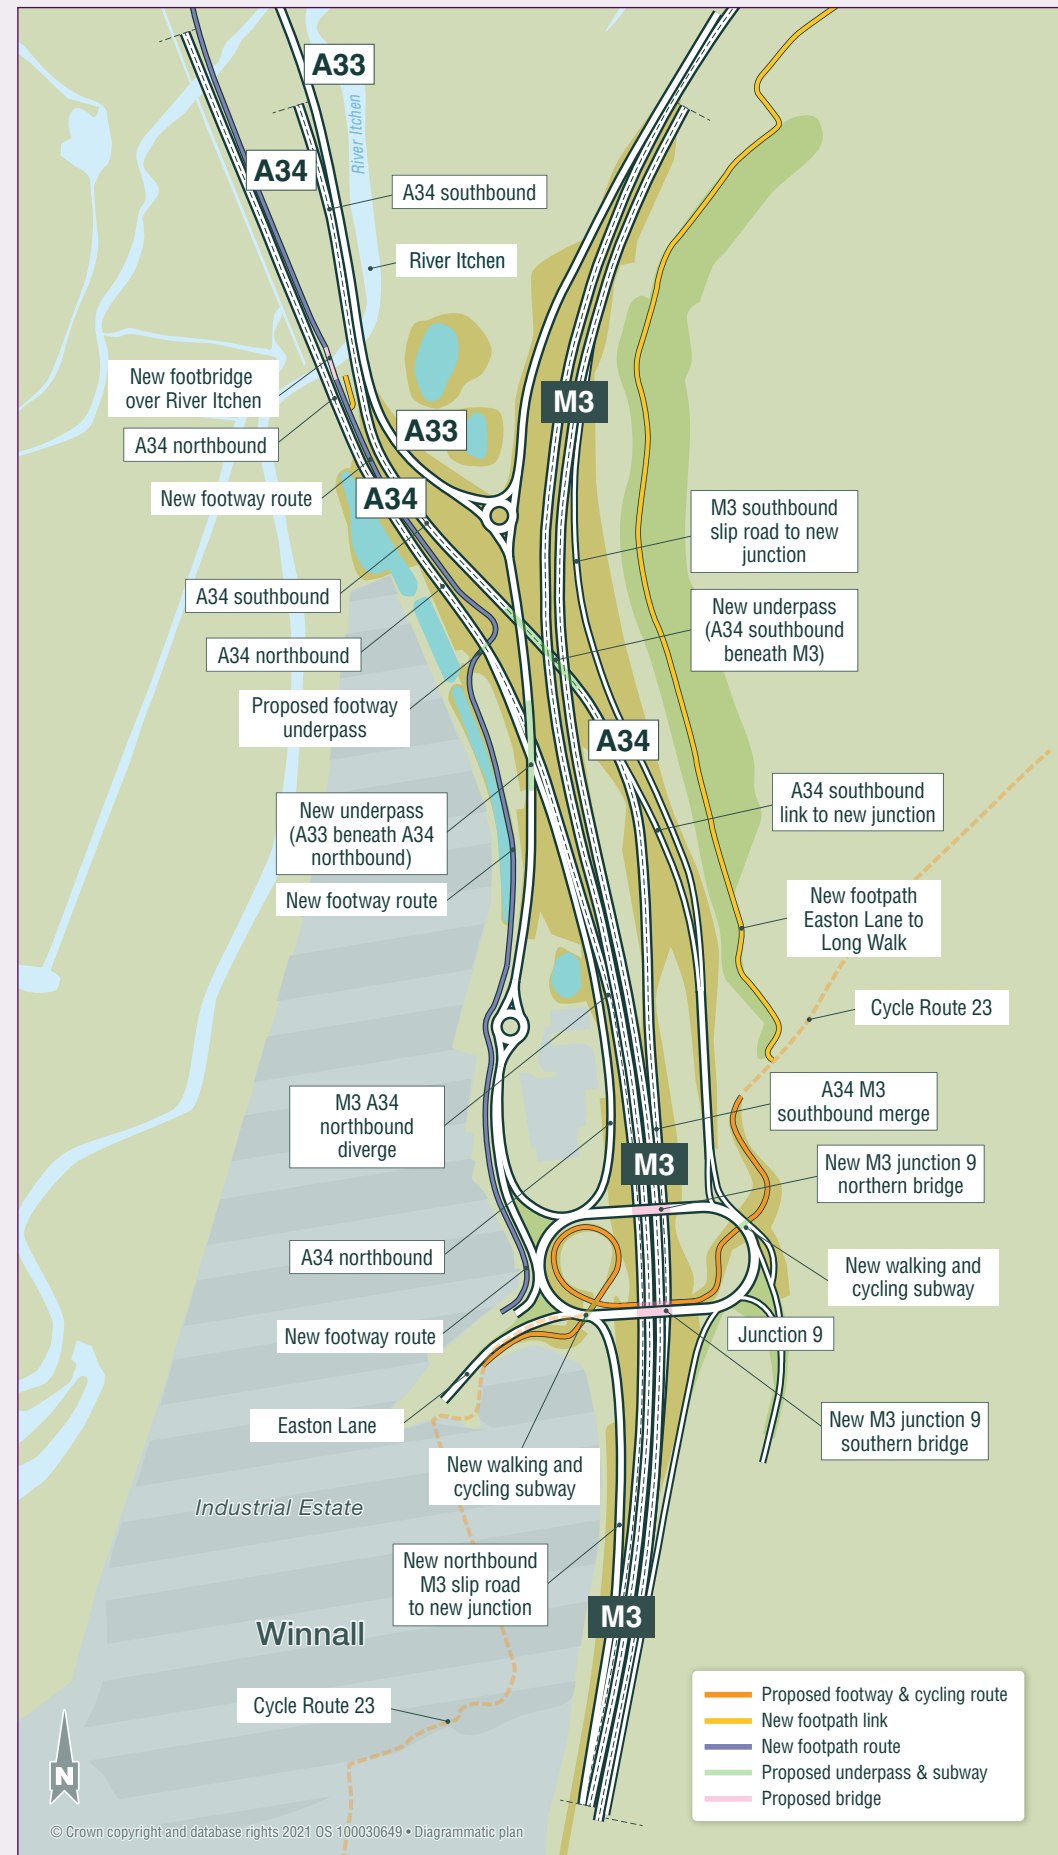 A33
River Itchen
A34
A34 southbound
River Itchen
New footbridge
over River Itchen
M3
A33
A34 northbound
New footway route
A34
M3 southbound
slip road to new
junction
A34 southbound
New underpass
(A34 southbound
beneath M3)
A34 northbound
Proposed footway
underpass
A34
New underpass
(A33 beneath A34
northbound)
A34 southbound
link to new junction
New footway route
New footpath
Easton Lane to
Long Walk
Cycle Route 23
M3 A34
northbound
diverge
A34 M3
southbound merge
M3
New M3 junction 9
northern bridge
A34 northbound
New walking and
cycling subway
New footway route
Junction 9
Easton Lane
New M3 junction 9
southern bridge
New walking and
cycling subway
Industrial Estate
New northbound
M3 slip road
to new junction
M3
Winnall
Cycle Route 23
Proposed footway & cycling route
New footpath link
New footpath route
Proposed underpass & subway
Proposed bridge
N
© Crown copyright and database rights 2021 OS 100030649 • Diagrammatic plan